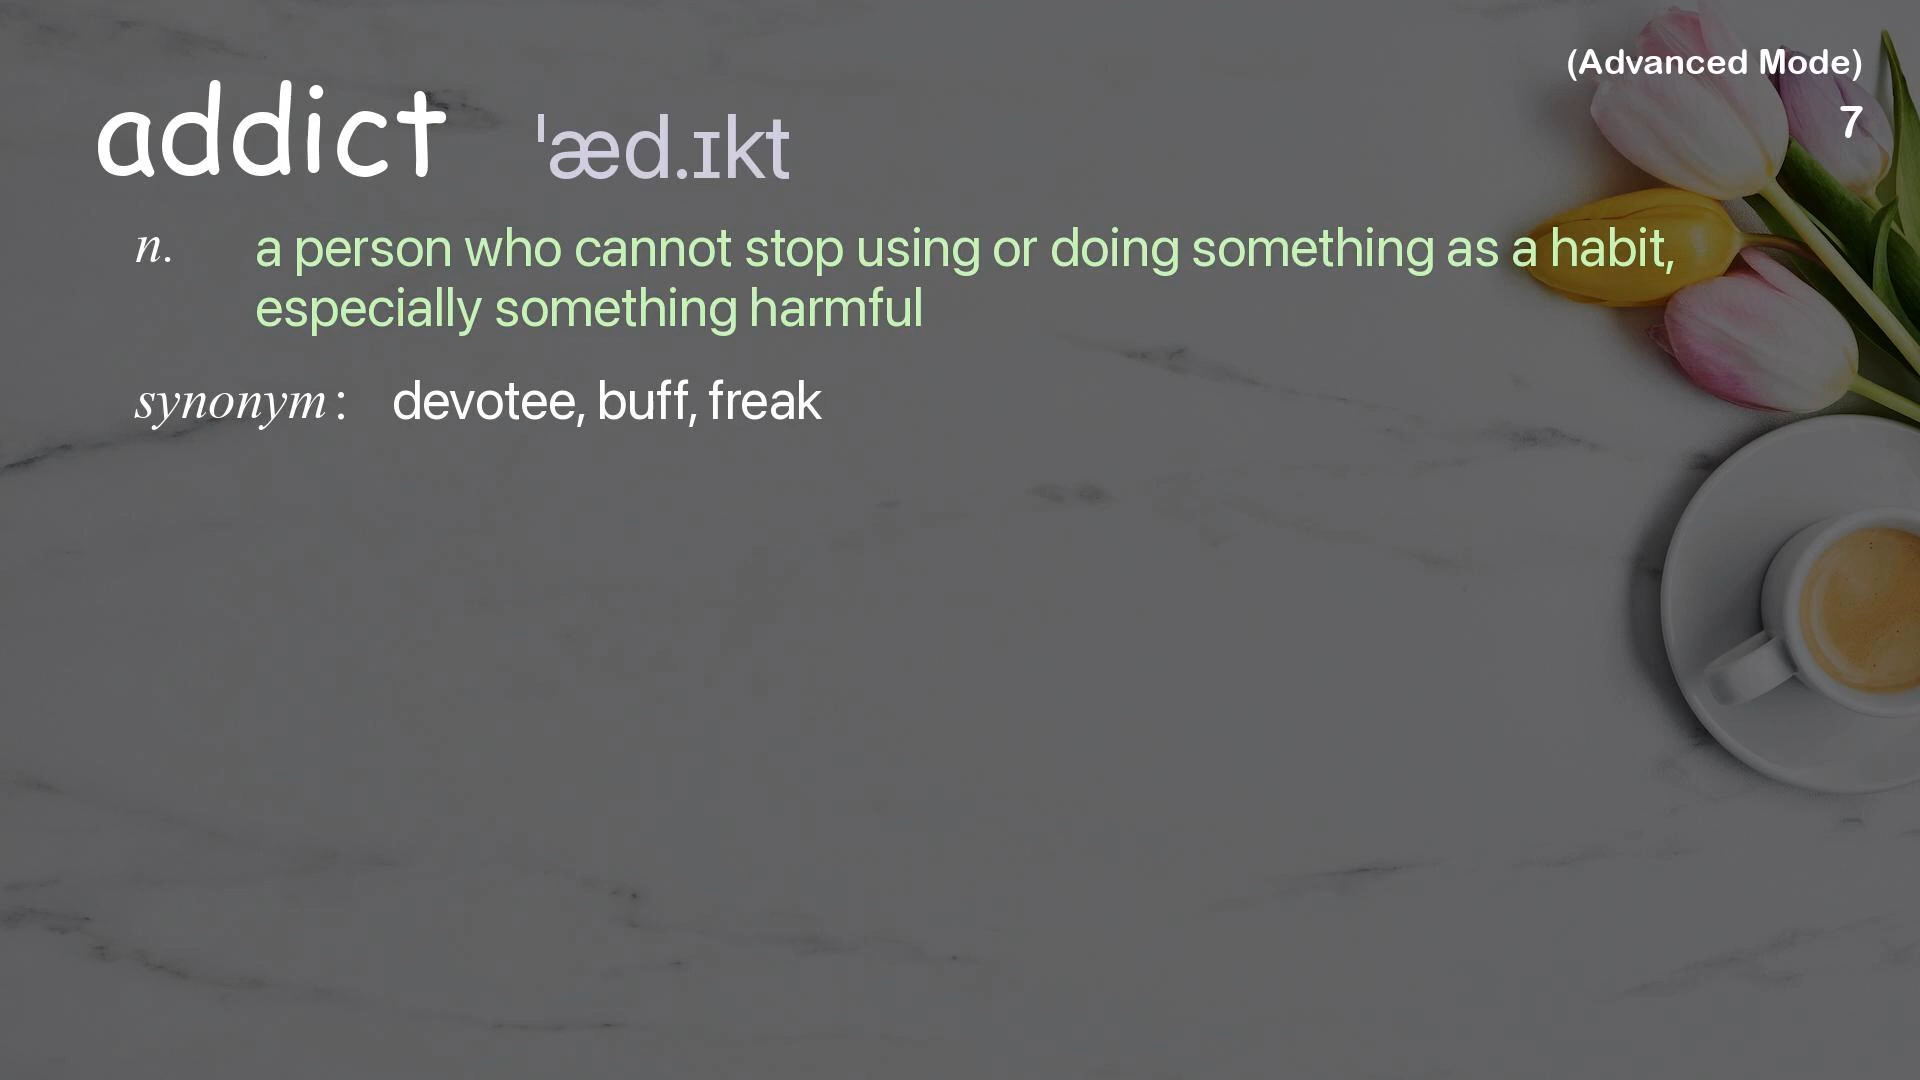 (Advanced Mode)
7
addict ˈæd.ɪkt
n. a person who cannot stop using or doing something as a habit,
especially something harmful
synonym: devotee, buff, freak